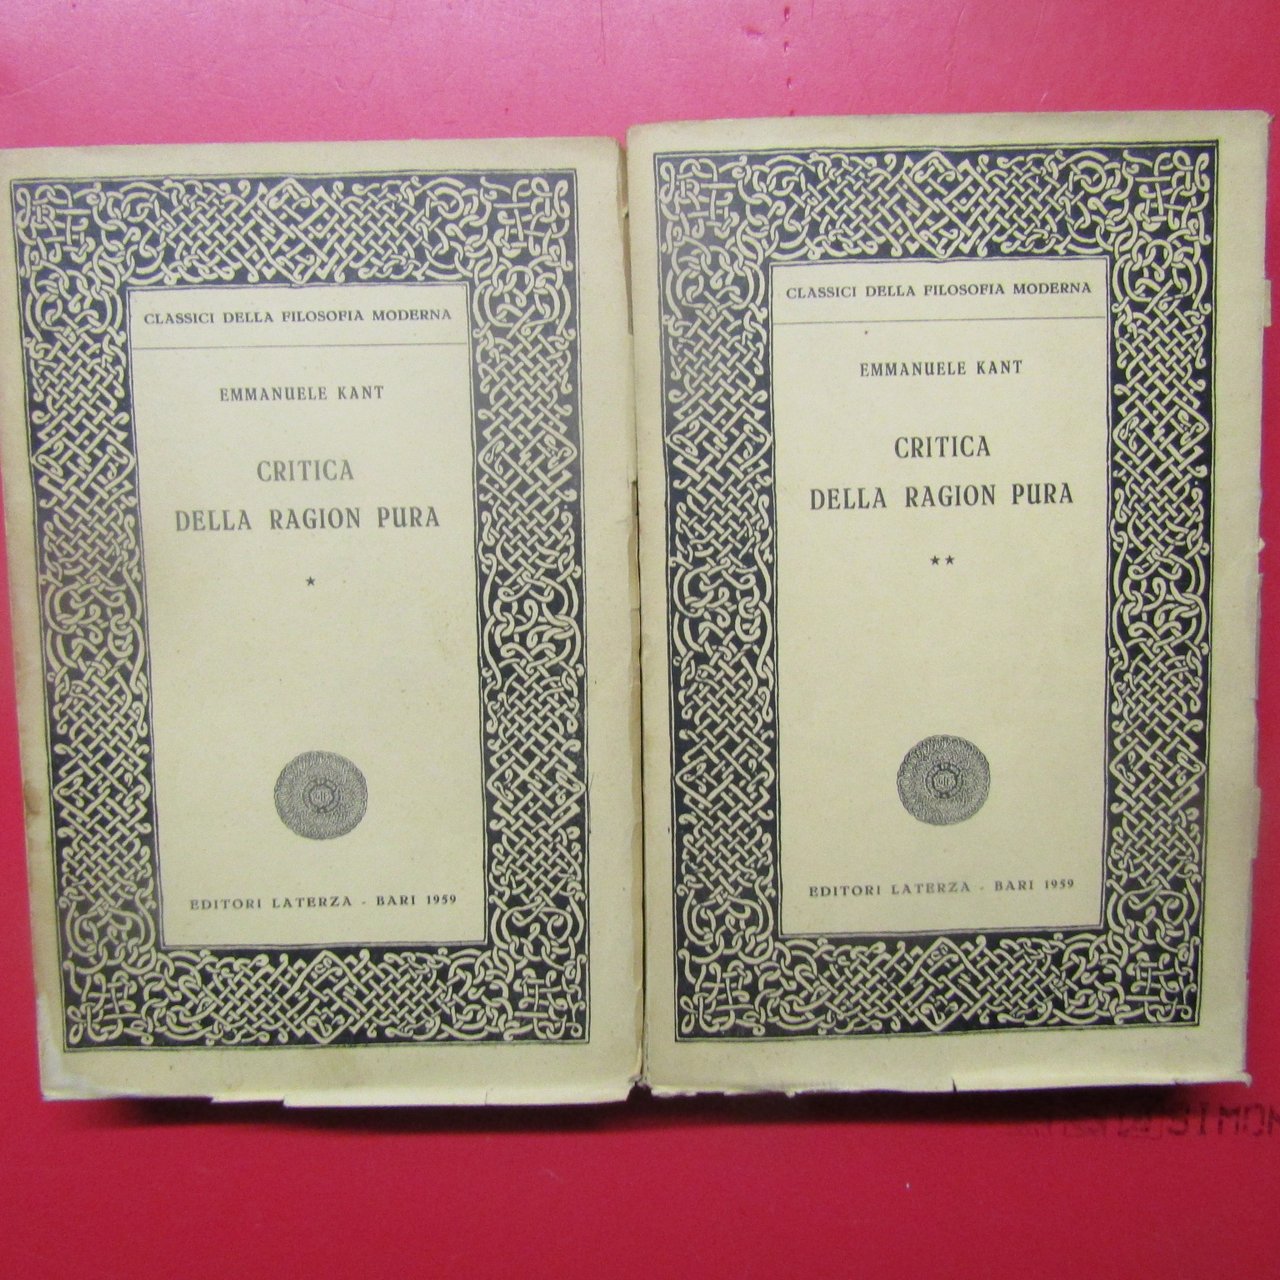 CLASSICI DELLA FILOSOFIA MODERNA
EMMANUELE KANT
CRITICA
DELLA RAGION PURA
★
EDITORI LATERZA - BARI 1959
CLASSICI DELLA FILOSOFIA MODERNA
EMMANUELE KANT
CRITICA
DELLA RAGION PURA
★★
EDITORI LATERZA - BARI 1959